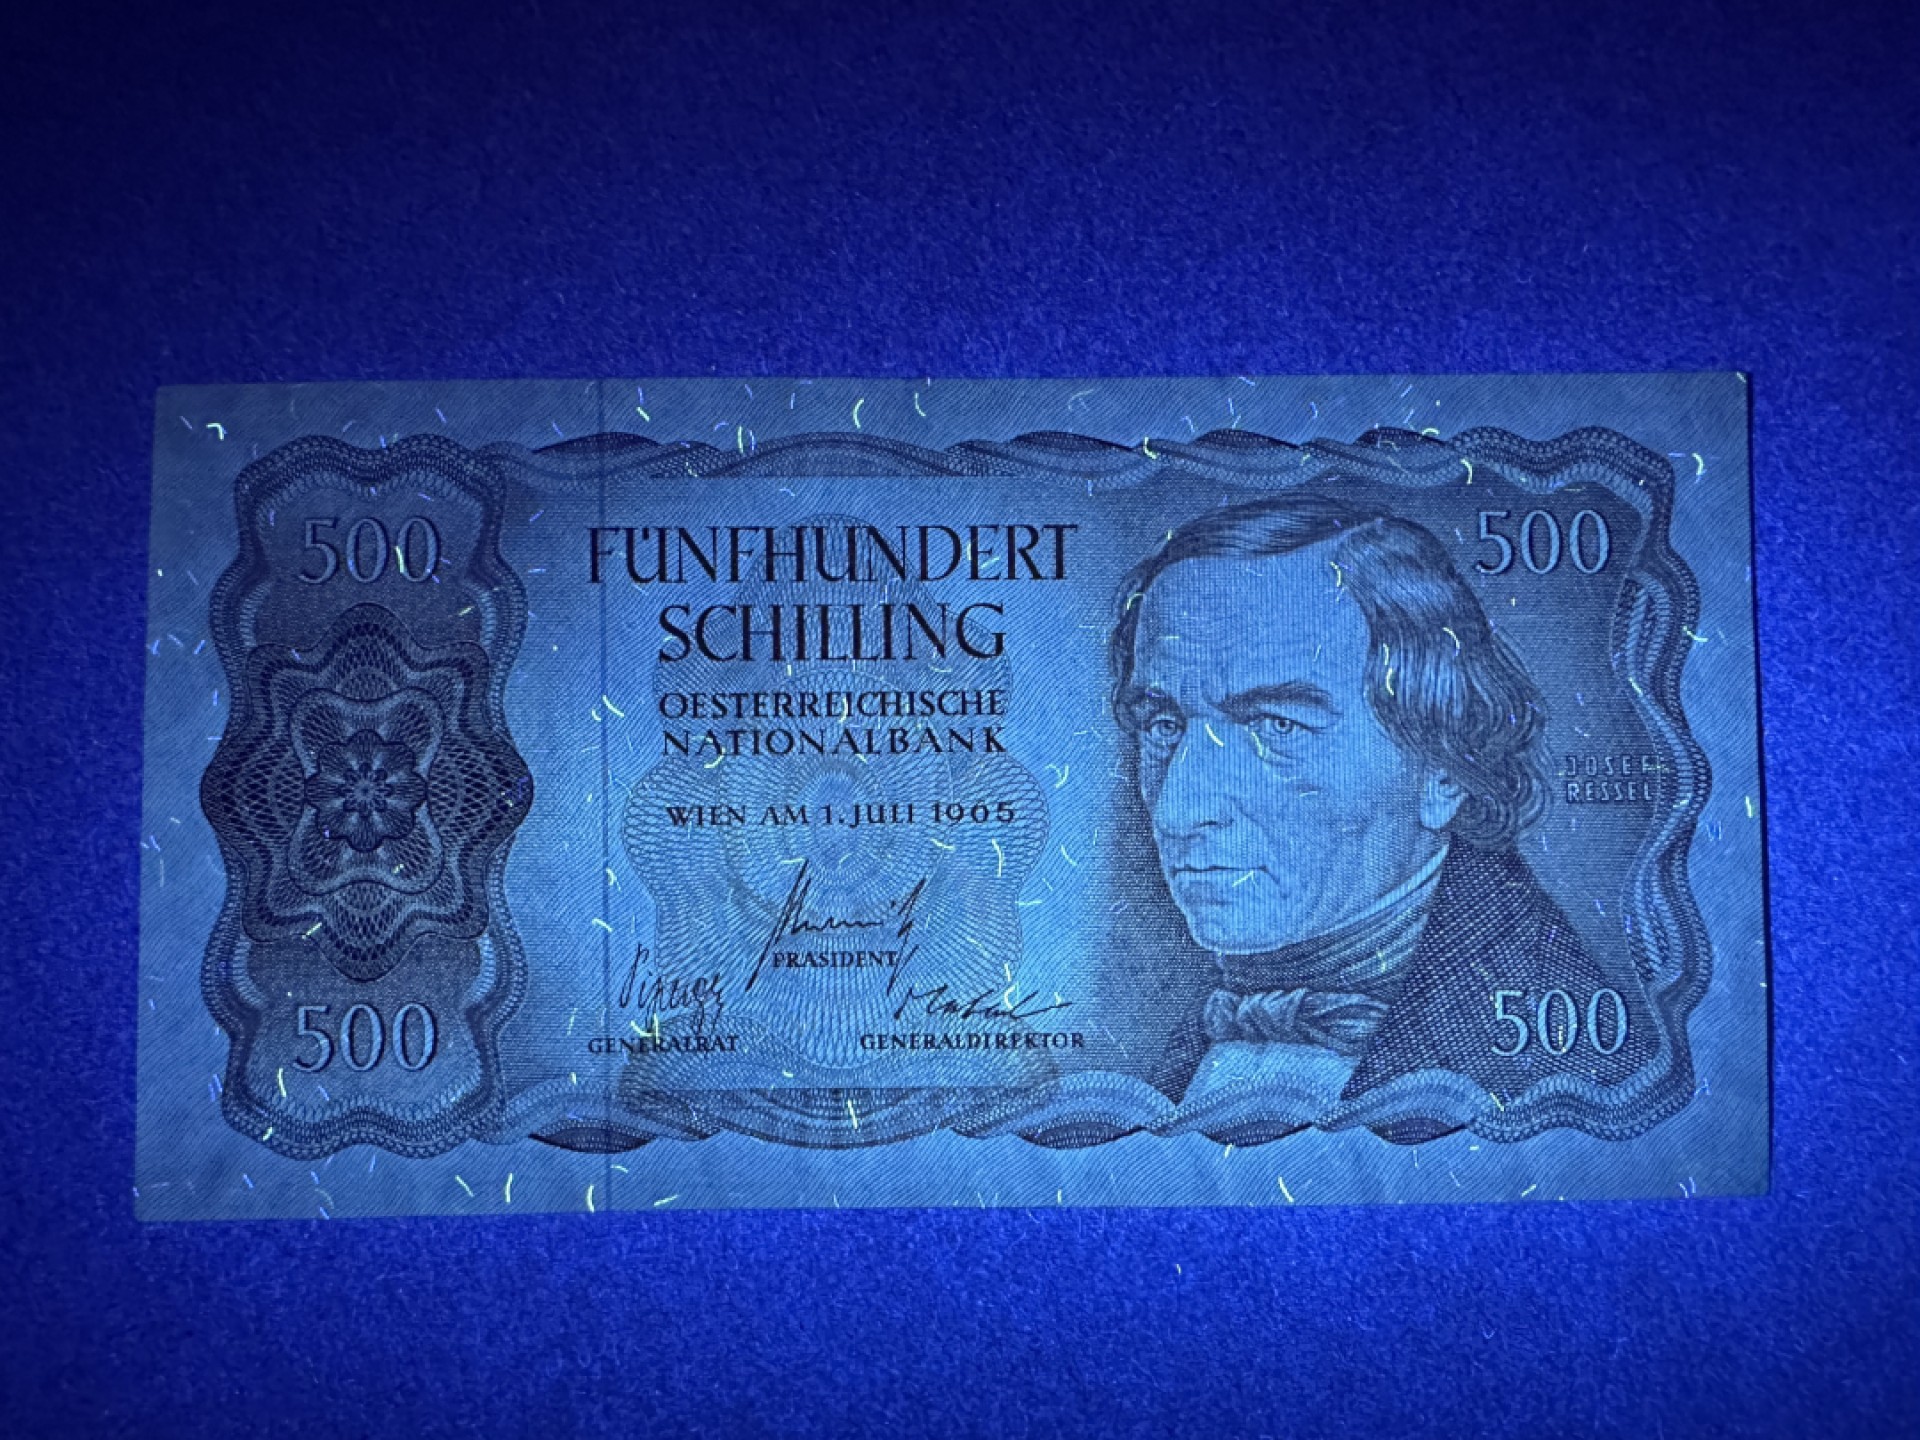 500
500
FÜNFHUNDERT
SCHILLING
OESTERREICHISCHE
NATIONALBANK
WIEN AM 1. JULI 1965
PRÄSIDENT
GENERALRAT
GENERALDIREKTOR
JOSEF
RESSEL
500
500